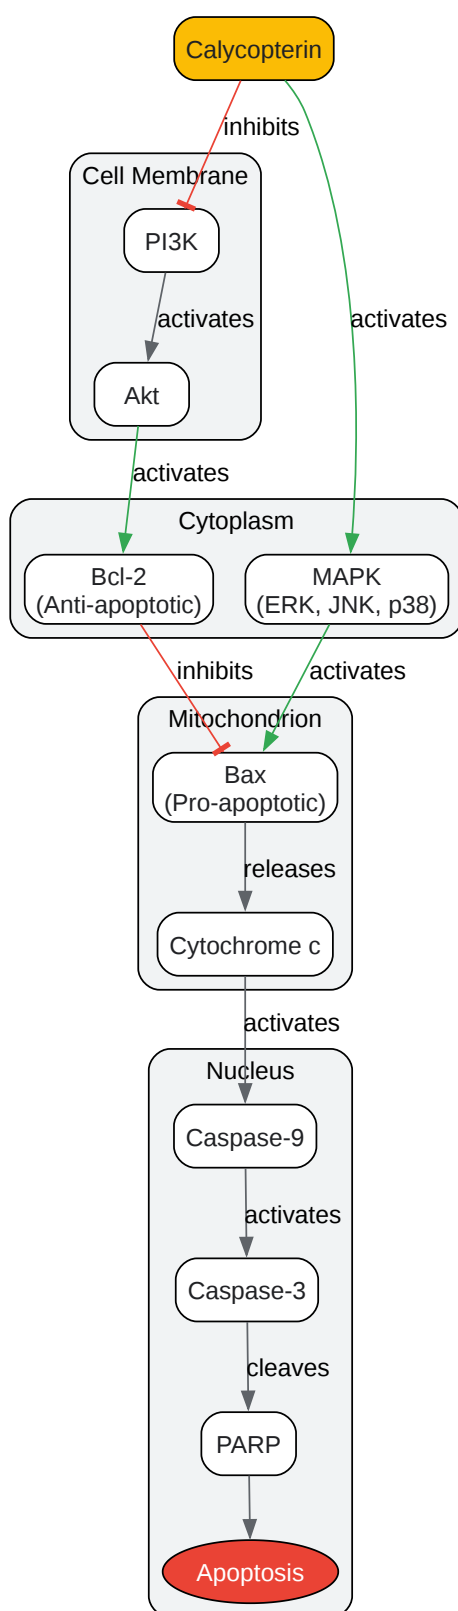 Calycopterin
inhibits
Cell Membrane
PI3K
activates
activates
Akt
activates
Cytoplasm
Bcl-2
(Anti-apoptotic)
MAPK
(ERK, JNK, p38)
inhibits
activates
Mitochondrion
Bax
(Pro-apoptotic)
releases
Cytochrome c
activates
Nucleus
Caspase-9
activates
Caspase-3
cleaves
PARP
Apoptosis